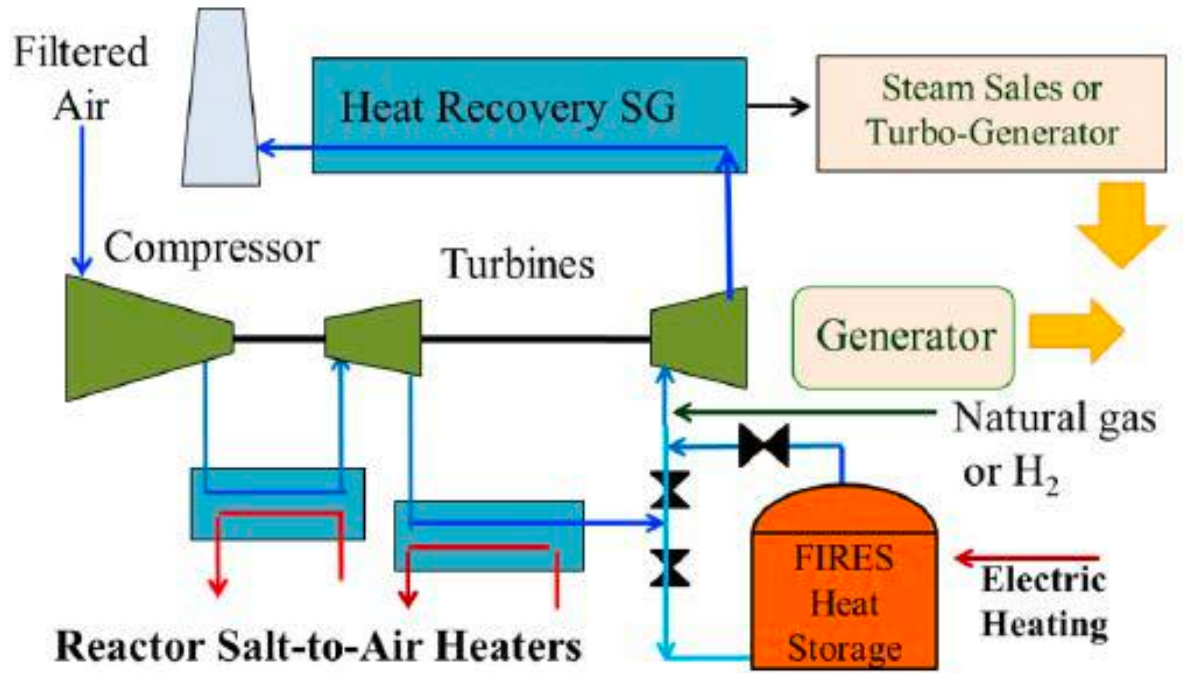 Filtered
Air
Heat Recovery SG
Steam Sales or
Turbo-Generator
Compressor
Turbines
Generator
Natural gas
or H₂
FIRES
Heat
Storage
Electric
Heating
Reactor Salt-to-Air Heaters